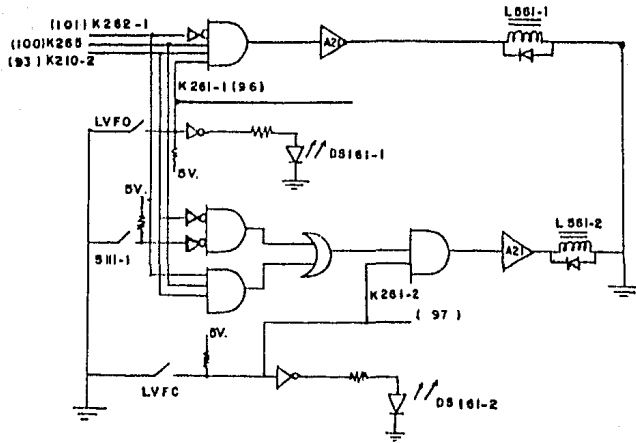 L561-1
(101) K262-1
(100)K265
(93)K210-2
A20
K261-1(96)
LVFO
DS161-1
5V.
5V.
L561-2
S111-1
A21
K261-2
(97)
5V.
LVFC
DS161-2